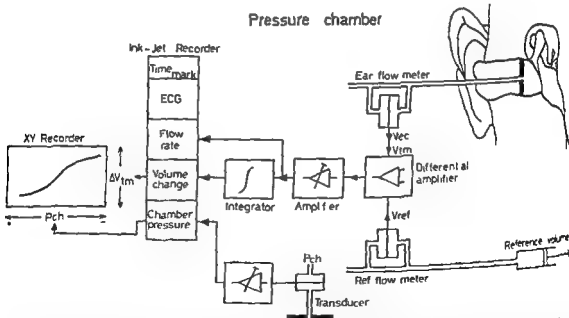 Pressure chamber
Ink-Jet Recorder
Time mark
ECG
Flow rate
Volume change
Chamber pressure
XY Recorder
ΔVtm
Pch
Integrator
Amplifier
Ear flow meter
Vec
Vtm
Differential amplifier
Vref
Ref flow meter
Reference volume
Pch
Transducer